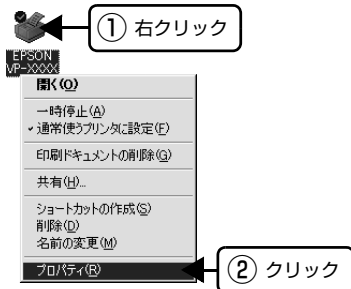 ① 右クリック
EPSON
VP-XXXX
開く(O)
一時停止(A)
✓通常使うプリンタに設定(F)
印刷ドキュメントの削除(G)
共有(H)...
ショートカットの作成(S)
削除(D)
名前の変更(M)
プロパティ(R)
② クリック